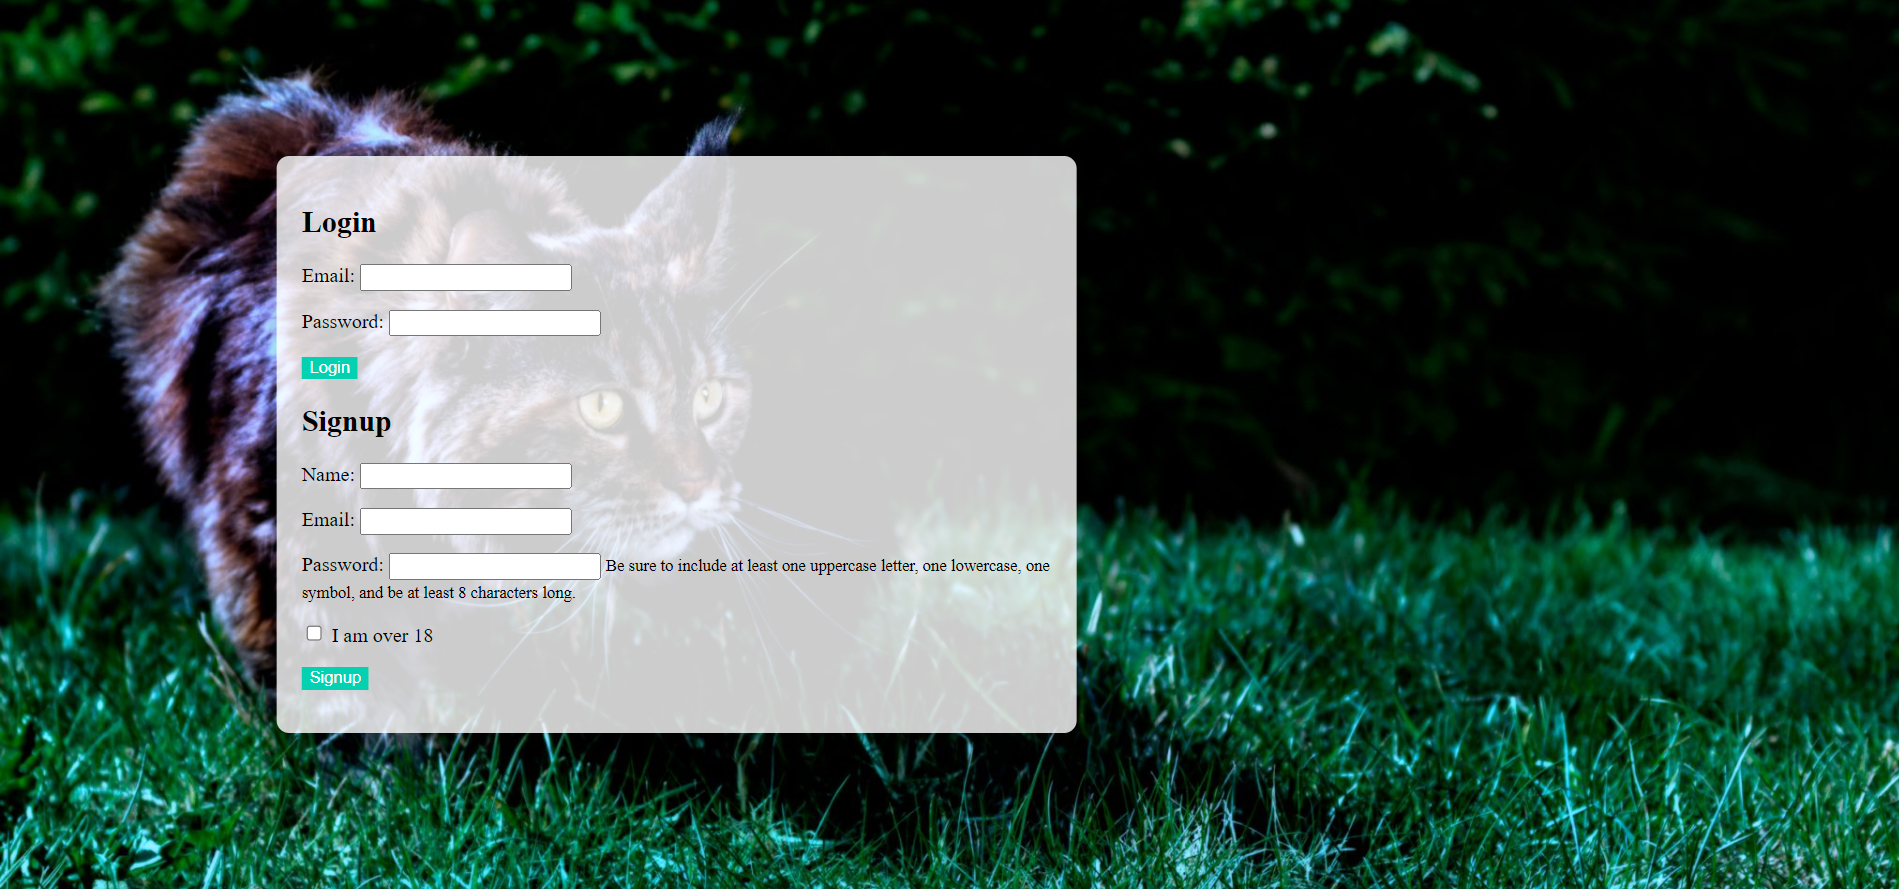 Login
Email:
Password:
Login
Signup
Name:
Email:
Password: Be sure to include at least one uppercase letter, one lowercase, one
symbol, and be at least 8 characters long.
I am over 18
Signup